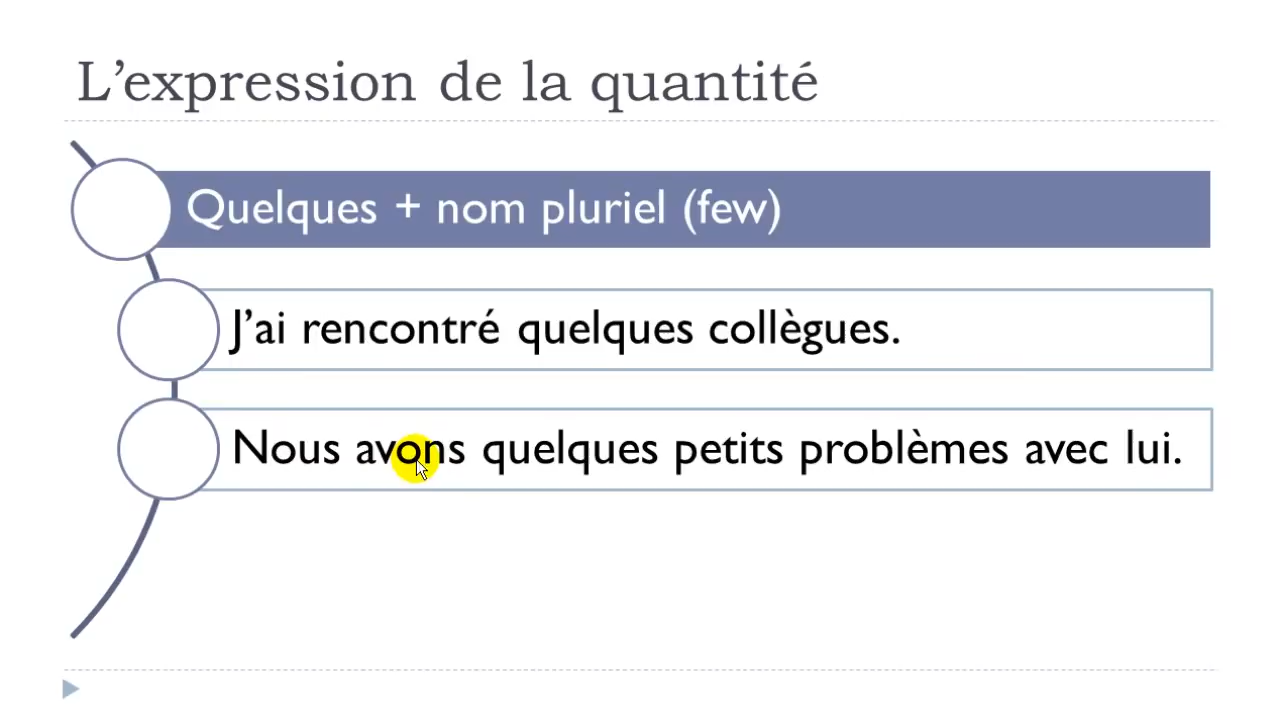 L’expression de la quantité
Quelques + nom pluriel (few)
J’ai rencontré quelques collègues.
Nous avons quelques petits problèmes avec lui.